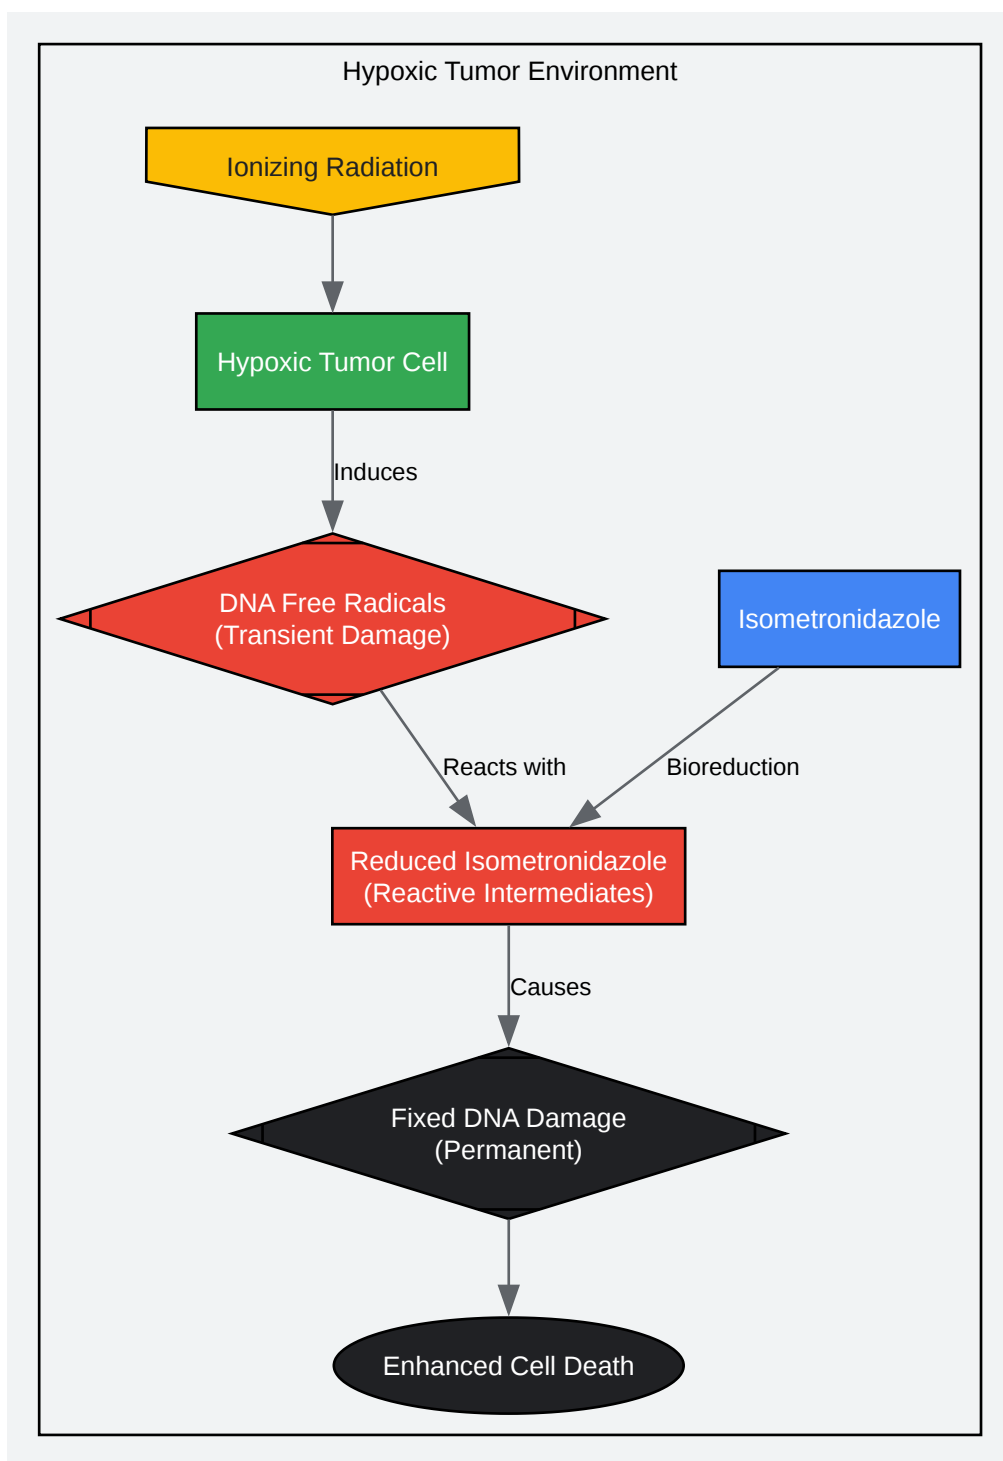 Hypoxic Tumor Environment
Ionizing Radiation
Hypoxic Tumor Cell
Induces
DNA Free Radicals
(Transient Damage)
Isometronidazole
Reacts with
Bioreduction
Reduced Isometronidazole
(Reactive Intermediates)
Causes
Fixed DNA Damage
(Permanent)
Enhanced Cell Death